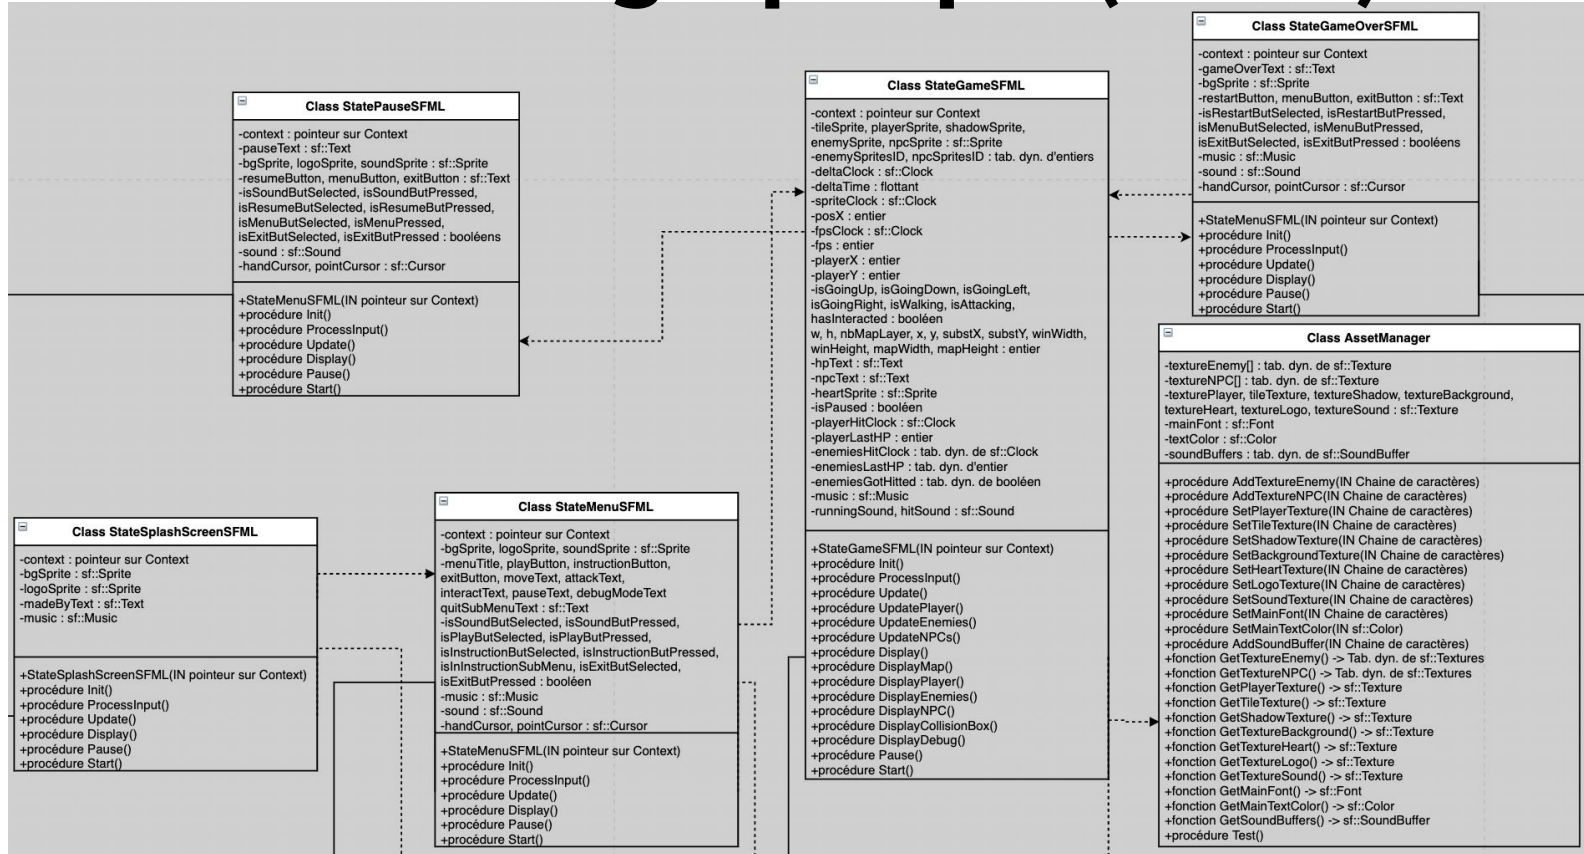 Class StatePauseSFML
-context : pointeur sur Context
-pauseText : sf::Text
-bgSprite, logoSprite, soundSprite : sf::Sprite
-resumeButton, menuButton, exitButton : sf::Text
-isSoundButSelected, isSoundButPressed,
isResumeButSelected, isResumeButPressed,
isMenuButSelected, isMenuPressed,
isExitButSelected, isExitButPressed : booléens
-sound : sf::Sound
-handCursor, pointCursor : sf::Cursor
+StateMenuSFML(IN pointeur sur Context)
+procédure Init()
+procédure ProcessInput()
+procédure Update()
+procédure Display()
+procédure Pause()
+procédure Start()
Class StateSplashScreenSFML
-context : pointeur sur Context
-bgSprite : sf::Sprite
-logoSprite : sf::Sprite
-madeByText : sf::Text
-music : sf::Music
+StateSplashScreenSFML(IN pointeur sur Context)
+procédure Init()
+procédure ProcessInput()
+procédure Update()
+procédure Display()
+procédure Pause()
+procédure Start()
Class StateMenuSFML
-context : pointeur sur Context
-bgSprite, logoSprite, soundSprite : sf::Sprite
-menuTitle, playButton, instructionButton,
exitButton, moveText, attackText,
interactText, pauseText, debugModeText
quitSubMenuText : sf::Text
-isSoundButSelected, isSoundButPressed,
isPlayButSelected, isPlayButPressed,
isInstructionButSelected, isInstructionButPressed,
isInInstructionSubMenu, isExitButSelected,
isExitButPressed : booléen
-music : sf::Music
-sound : sf::Sound
-handCursor, pointCursor : sf::Cursor
+StateMenuSFML(IN pointeur sur Context)
+procédure Init()
+procédure ProcessInput()
+procédure Update()
+procédure Display()
+procédure Pause()
+procédure Start()
Class StateGameSFML
-context : pointeur sur Context
-tileSprite, playerSprite, shadowSprite,
enemySprite, npcSprite : sf::Sprite
-enemySpritesID, npcSpritesID : tab. dyn. d'entiers
-deltaClock : sf::Clock
-deltaTime : flottant
-spriteClock : sf::Clock
-posX : entier
-fpsClock : sf::Clock
-fps : entier
-playerX : entier
-playerY : entier
-isGoingUp, isGoingDown, isGoingLeft,
isGoingRight, isWalking, isAttacking,
hasInteracted : booléen
w, h, nbMapLayer, x, y, substX, substY, winWidth,
winHeight, mapWidth, mapHeight : entier
-hpText : sf::Text
-npcText : sf::Text
-heartSprite : sf::Sprite
-isPaused : booléen
-playerHitClock : sf::Clock
-playerLastHP : entier
-enemiesHitClock : tab. dyn. de sf::Clock
-enemiesLastHP : tab. dyn. d'entier
-enemiesGotHitted : tab. dyn. de booléen
-music : sf::Music
-runningSound, hitSound : sf::Sound
+StateGameSFML(IN pointeur sur Context)
+procédure Init()
+procédure ProcessInput()
+procédure Update()
+procédure UpdatePlayer()
+procédure UpdateEnemies()
+procédure UpdateNPCs()
+procédure Display()
+procédure DisplayMap()
+procédure DisplayPlayer()
+procédure DisplayEnemies()
+procédure DisplayNPC()
+procédure DisplayCollisionBox()
+procédure DisplayDebug()
+procédure Pause()
+procédure Start()
Class StateGameOverSFML
-context : pointeur sur Context
-gameOverText : sf::Text
-bgSprite : sf::Sprite
-restartButton, menuButton, exitButton : sf::Text
-isRestartButSelected, isRestartButPressed,
isMenuButSelected, isMenuButPressed,
isExitButSelected, isExitButPressed : booléens
-music : sf::Music
-sound : sf::Sound
-handCursor, pointCursor : sf::Cursor
+StateMenuSFML(IN pointeur sur Context)
+procédure Init()
+procédure ProcessInput()
+procédure Update()
+procédure Display()
+procédure Pause()
+procédure Start()
Class AssetManager
-textureEnemy[] : tab. dyn. de sf::Texture
-textureNPC[] : tab. dyn. de sf::Texture
-texturePlayer, tileTexture, textureShadow, textureBackground,
textureHeart, textureLogo, textureSound : sf::Texture
-mainFont : sf::Font
-textColor : sf::Color
-soundBuffers : tab. dyn. de sf::SoundBuffer
+procédure AddTextureEnemy(IN Chaine de caractères)
+procédure AddTextureNPC(IN Chaine de caractères)
+procédure SetPlayerTexture(IN Chaine de caractères)
+procédure SetTileTexture(IN Chaine de caractères)
+procédure SetShadowTexture(IN Chaine de caractères)
+procédure SetBackgroundTexture(IN Chaine de caractères)
+procédure SetHeartTexture(IN Chaine de caractères)
+procédure SetLogoTexture(IN Chaine de caractères)
+procédure SetSoundTexture(IN Chaine de caractères)
+procédure SetMainFont(IN Chaine de caractères)
+procédure SetMainTextColor(IN sf::Color)
+procédure AddSoundBuffer(IN Chaine de caractères)
+fonction GetTextureEnemy() -> Tab. dyn. de sf::Textures
+fonction GetTextureNPC() -> Tab. dyn. de sf::Textures
+fonction GetPlayerTexture() -> sf::Texture
+fonction GetTileTexture() -> sf::Texture
+fonction GetShadowTexture() -> sf::Texture
+fonction GetTextureBackground() -> sf::Texture
+fonction GetTextureHeart() -> sf::Texture
+fonction GetTextureLogo() -> sf::Texture
+fonction GetTextureSound() -> sf::Texture
+fonction GetMainFont() -> sf::Font
+fonction GetMainTextColor() -> sf::Color
+fonction GetSoundBuffers() -> sf::SoundBuffer
+procédure Test()